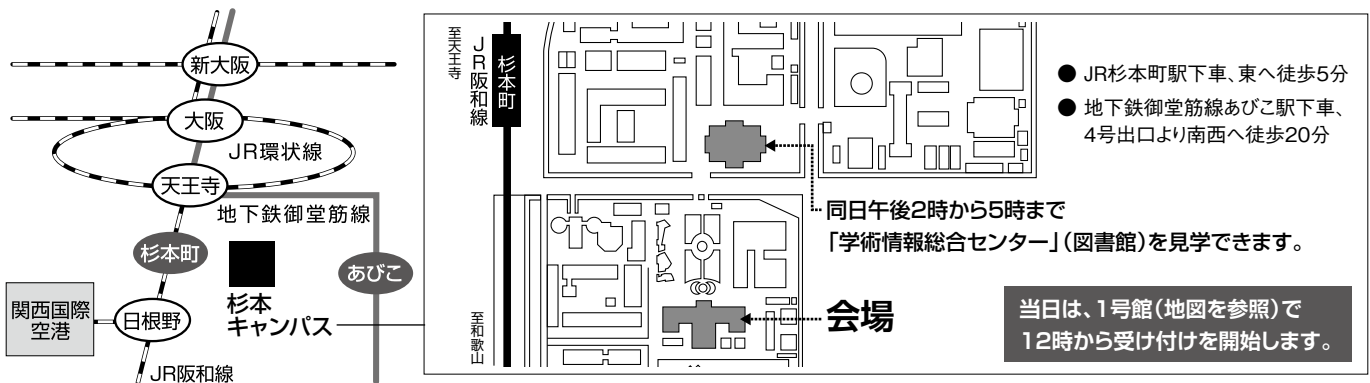 新大阪
大阪
JR環状線
天王寺
地下鉄御堂筋線
杉本町
あびこ
杉本
キャンパス
関西国際
空港
日根野
JR阪和線
至天王寺
JR阪和線
杉本町
至和歌山
● JR杉本町駅下車、東へ徒歩5分
● 地下鉄御堂筋線あびこ駅下車、
4号出口より南西へ徒歩20分
同日午後2時から5時まで
「学術情報総合センター」(図書館)を見学できます。
会場
当日は、1号館(地図を参照)で
12時から受け付けを開始します。